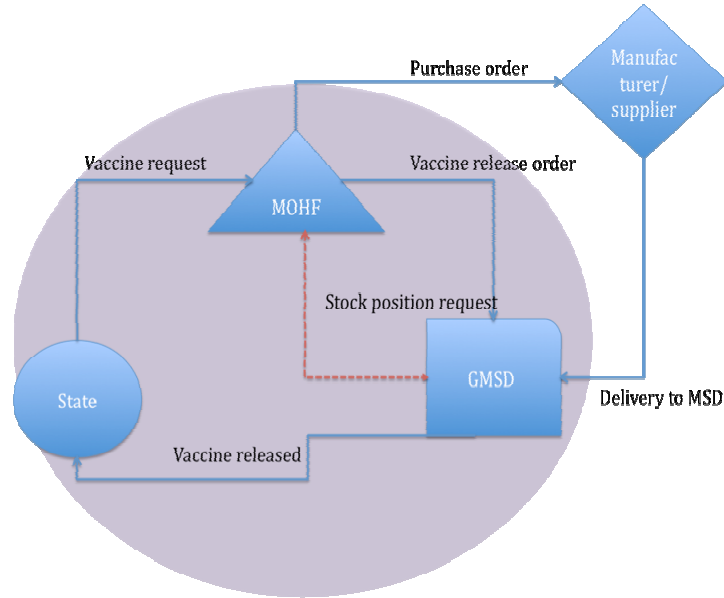 Purchase order
Manufac
turer/
supplier
Vaccine request
Vaccine release order
MOHF
Stock position request
GMSD
State
Delivery to MSD
Vaccine released